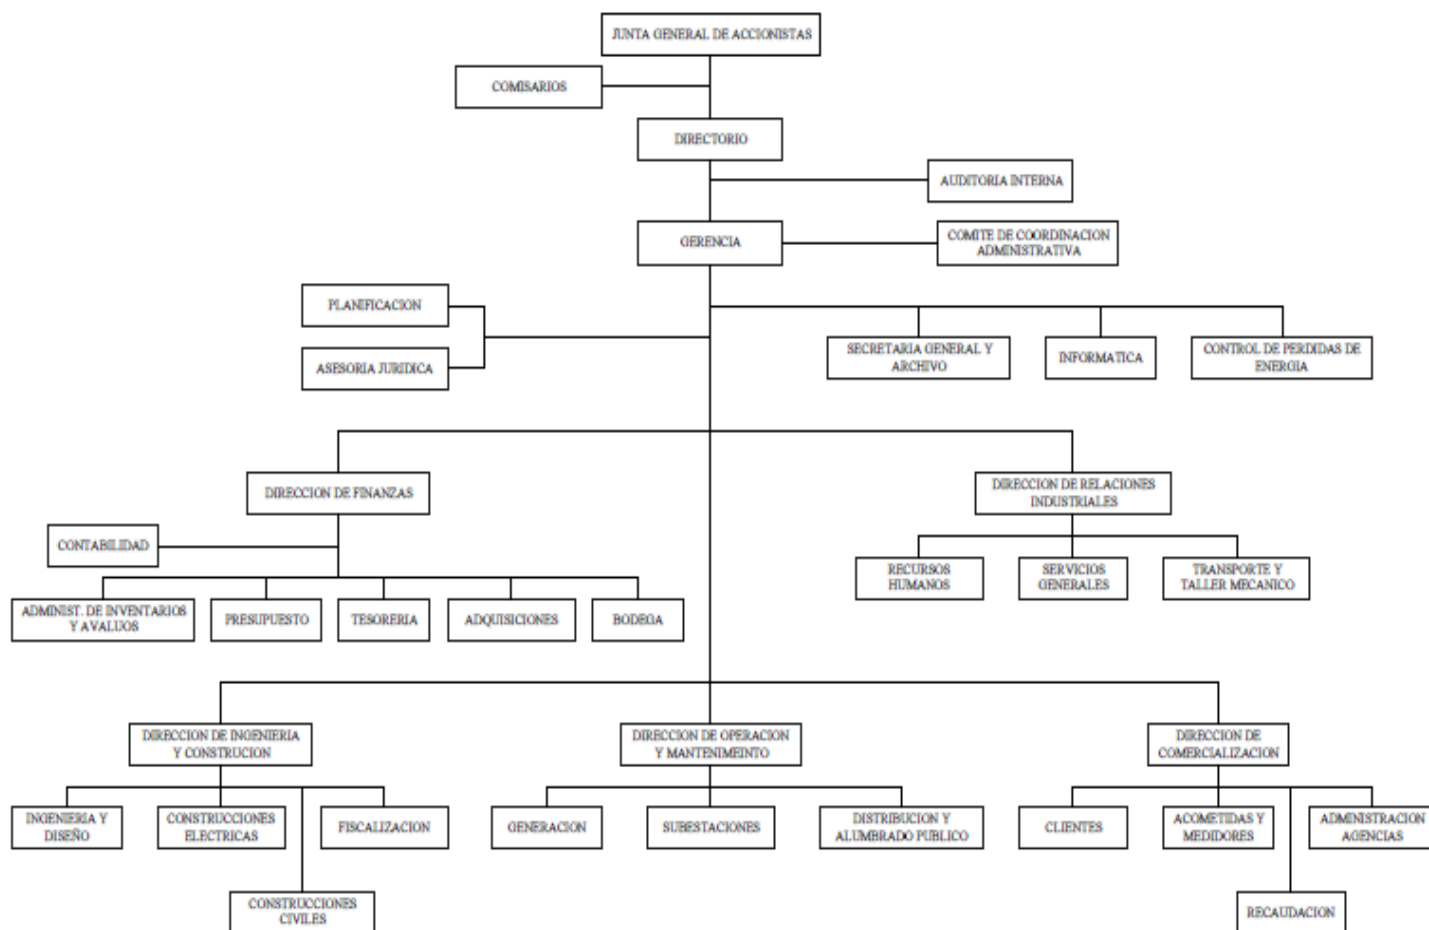 JUNTA GENERAL DE ACCIONISTAS
COMISARIOS
DIRECTORIO
AUDITORIA INTERNA
GERENCIA
COMITE DE COORDINACION
ADMINISTRATIVA
PLANIFICACION
ASESORIA JURIDICA
SECRETARIA GENERAL Y
ARCHIVO
INFORMATICA
CONTROL DE PERDIDAS DE
ENERGIA
DIRECCION DE FINANZAS
DIRECCION DE RELACIONES
INDUSTRIALES
CONTABILIDAD
RECURSOS
HUMANOS
SERVICIOS
GENERALES
TRANSPORTE Y
TALLER MECANICO
ADMINIST. DE INVENTARIOS
Y AVALUOS
PRESUPUESTO
TESORERIA
ADQUISICIONES
BODEGA
DIRECCION DE INGENIERIA
Y CONSTRUCION
DIRECCION DE OPERACION
Y MANTENIMEINTO
DIRECCION DE
COMERCIALIZACION
INGENIERIA Y
DISEÑO
CONSTRUCCIONES
ELECTRICAS
FISCALIZACION
GENERACION
SUBESTACIONES
DISTRIBUCION Y
ALUMBRADO PUBLICO
CLIENTES
ACOMETIDAS Y
MEDIDORES
ADMINISTRACION
AGENCIAS
CONSTRUCCIONES
CIVILES
RECAUDACION